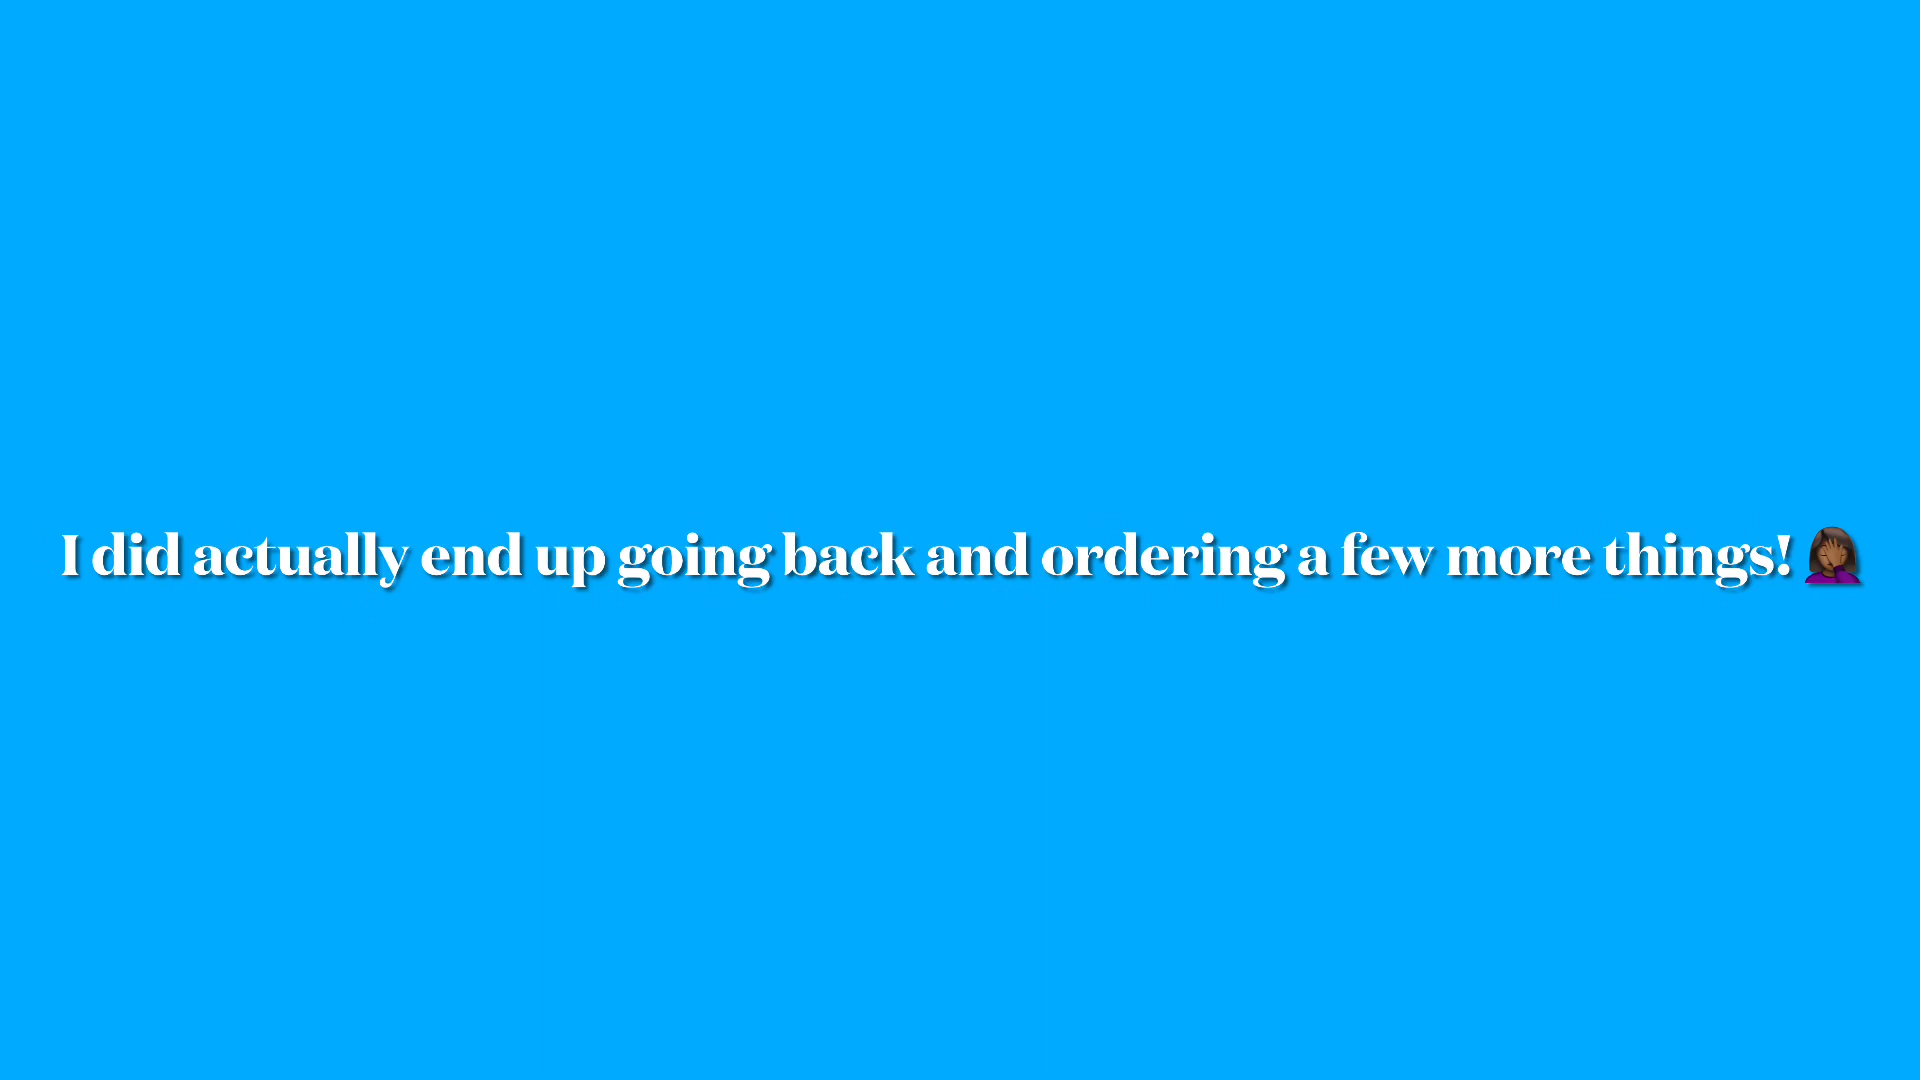 I did actually end up going back and ordering a few more things! 🤦🏾‍♀️